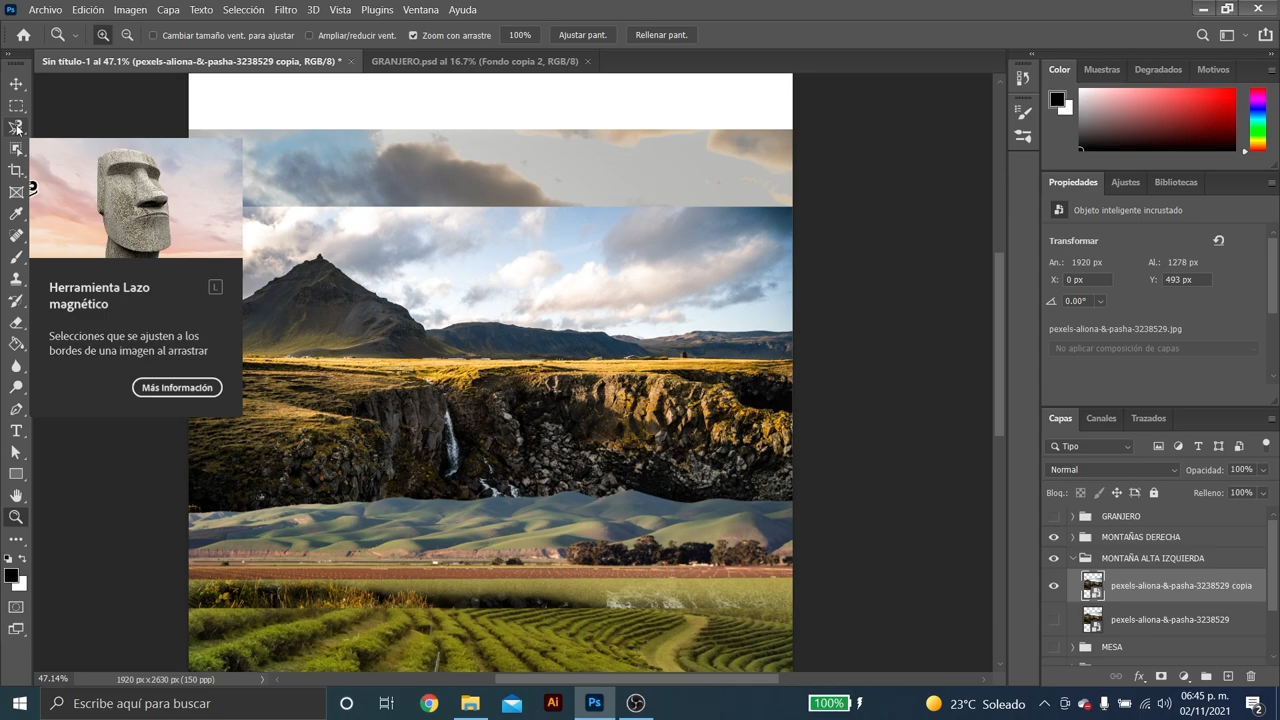 Ps Archivo Edición Imagen Capa Texto Selección Filtro 3D Vista Plugins Ventana Ayuda
Cambiar tamaño vent. para ajustar Ampliar/reducir vent. Zoom con arrastre 100% Ajustar pant. Rellenar pant.
Sin título-1 al 47.1% (pexels-aliona-&-pasha-3238529 copia, RGB/8) * × GRANJERO.psd al 16.7% (Fondo copia 2, RGB/8) ×
Herramienta Lazo
magnético
L
Selecciones que se ajusten a los
bordes de una imagen al arrastrar
Más información
Color Muestras Degradados Motivos
Propiedades Ajustes Bibliotecas
Objeto inteligente incrustado
Transformar
An.: 1920 px Al.: 1278 px
X: 0 px Y: 493 px
0.00°
pexels-aliona-&-pasha-3238529.jpg
No aplicar composición de capas
Capas Canales Trazados
Tipo
Normal Opacidad: 100%
Bloq.: Relleno: 100%
GRANJERO
MONTAÑAS DERECHA
MONTAÑA ALTA IZQUIERDA
pexels-aliona-&-pasha-3238529 copia
pexels-aliona-&-pasha-3238529
MESA
fx
47.14% 1920 px x 2630 px (150 ppp)
Escribe aquí para buscar
Ai Ps 100% 23°C Soleado
06:45 p. m.
02/11/2021
2